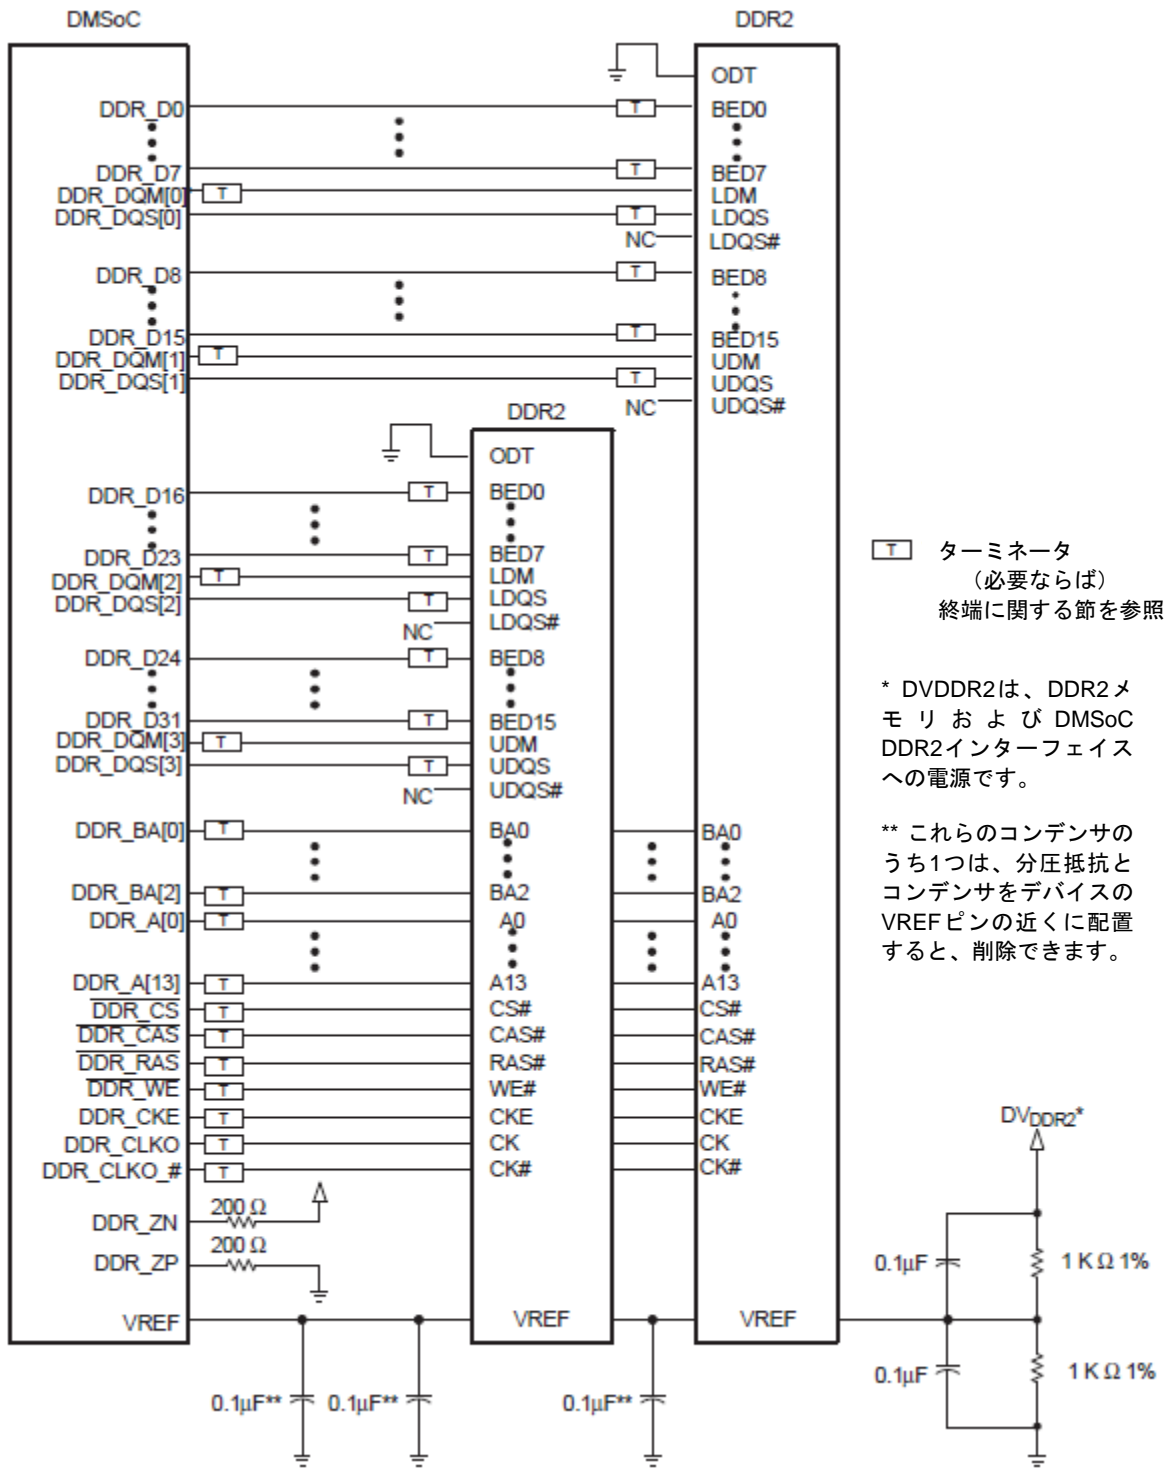 DMSoC
DDR2
ODT
DDR_D0 T BED0
DDR_D7 T BED7
DDR_DQM[0] T LDM
DDR_DQS[0] T LDQS
NC LDQS#
DDR_D8 T BED8
DDR_D15 T BED15
DDR_DQM[1] T UDM
DDR_DQS[1] T UDQS
NC UDQS#
DDR2
ODT
DDR_D16 T BED0
DDR_D23 T BED7
DDR_DQM[2] T LDM
DDR_DQS[2] T LDQS
NC LDQS#
DDR_D24 T BED8
DDR_D31 T BED15
DDR_DQM[3] T UDM
DDR_DQS[3] T UDQS
NC UDQS#
DDR_BA[0] T BA0 BA0
DDR_BA[2] T BA2 BA2
DDR_A[0] T A0 A0
DDR_A[13] T A13 A13
DDR_CS T CS# CS#
DDR_CAS T CAS# CAS#
DDR_RAS T RAS# RAS#
DDR_WE T WE# WE#
DDR_CKE T CKE CKE
DDR_CLKO T CK CK
DDR_CLKO_# T CK# CK#
DDR_ZN 200 Ω
DDR_ZP 200 Ω
VREF VREF VREF
0.1μF** 0.1μF** 0.1μF**
T ターミネータ
（必要ならば）
終端に関する節を参照
* DVDDR2は、DDR2メ
モリおよびDMSoC
DDR2インターフェイス
への電源です。
** これらのコンデンサの
うち1つは、分圧抵抗と
コンデンサをデバイスの
VREFピンの近くに配置
すると、削除できます。
DVDDR2*
0.1μF 1 K Ω 1%
0.1μF 1 K Ω 1%